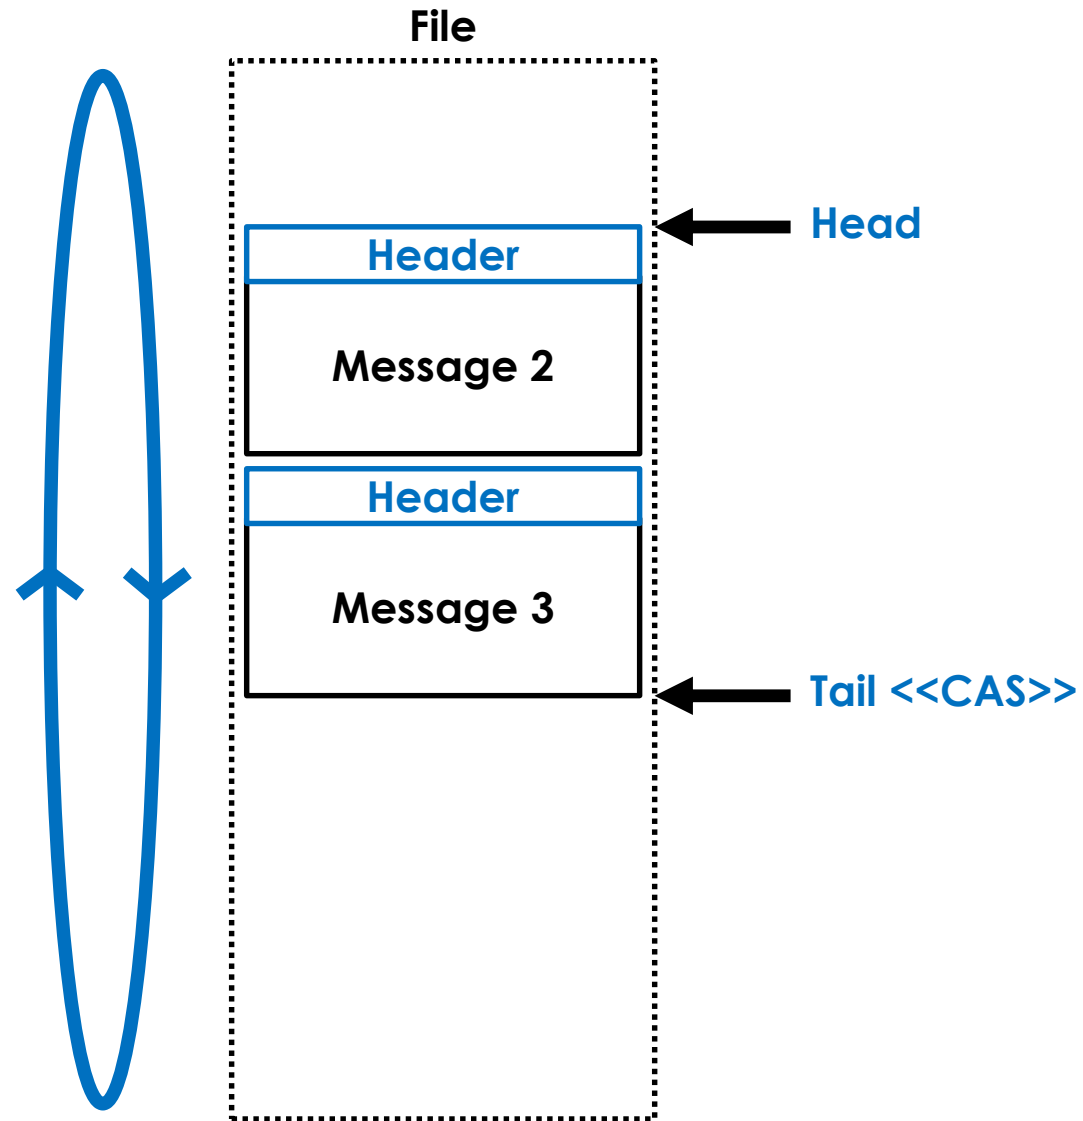 File
Head
Header
Message 2
Header
Message 3
Tail <<CAS>>